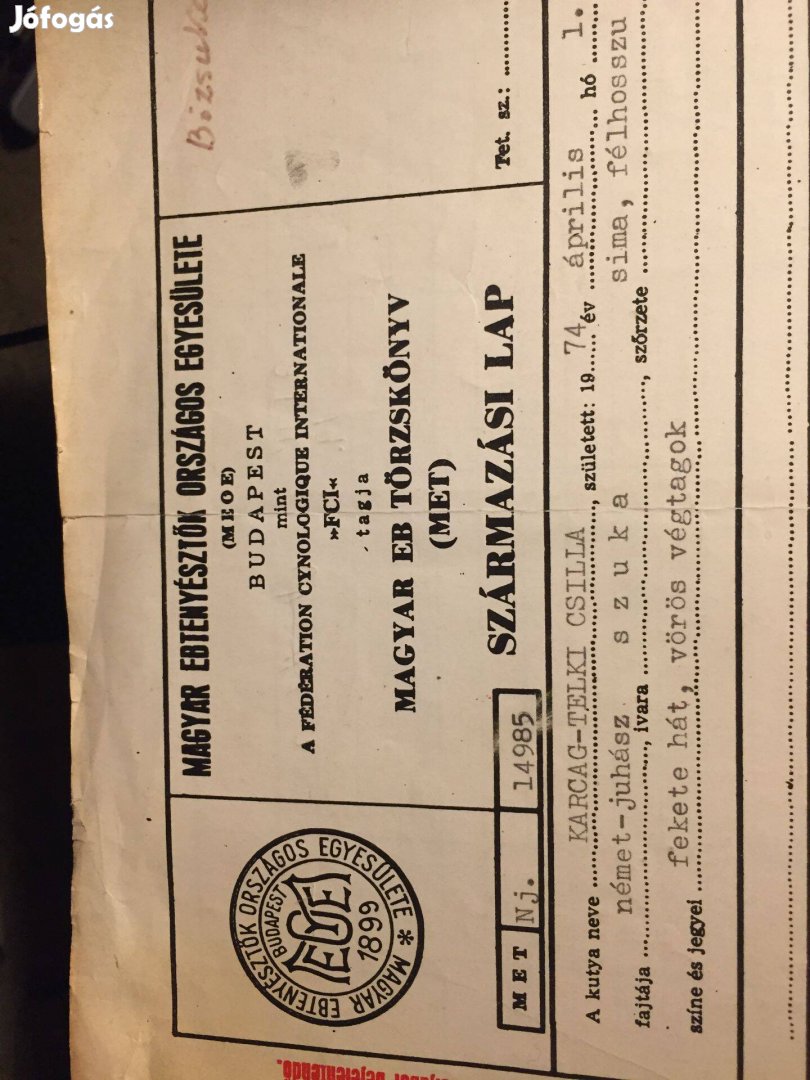 Jófogás
Bözsuka
MAGYAR EBTENYÉSZTŐK ORSZÁGOS EGYESÜLETE
(MEOE)
BUDAPEST
mint
A FÉDÉRATION CYNOLOGIQUE INTERNATIONALE
»FCI«
tagja
MAGYAR EB TÖRZSKÖNYV
(MET)
SZÁRMAZÁSI LAP
Tet. sz.:
MAGYAR EBTENYÉSZTŐK ORSZÁGOS EGYESÜLETE *
BUDAPEST
1899
MET Nj. 14985
A kutya neve KARCAG-TELKI CSILLA, született: 1974 év április hó 1.
fajtája német-juhász, ivara szuka, szőrzete sima, félhosszu
színe és jegyei fekete hát, vörös végtagok